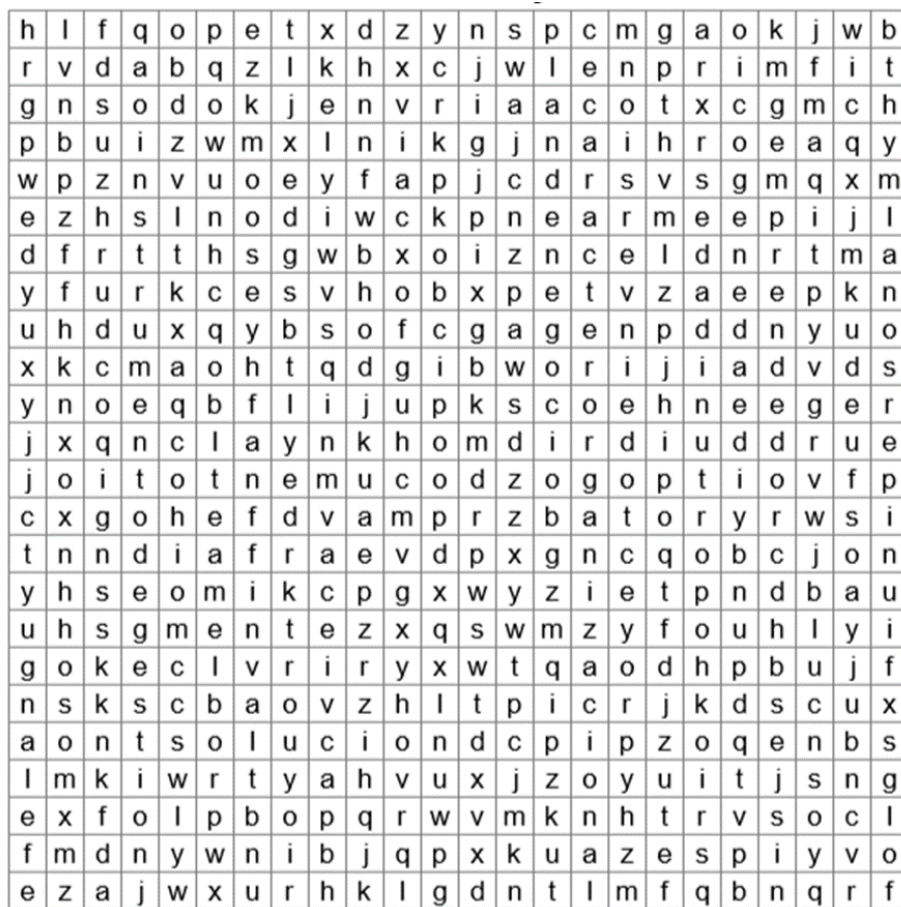 h l f q o p e t x d z y n s p c m g a o k j w b
r v d a b q z l k h x c j w l e n p r i m f i t
g n s o d o k j e n v r i a a c o t x c g m c h
p b u i z w m x l n i k g j n a i h r o e a q y
w p z n v u o e y f a p j c d r s v s g m q x m
e z h s l n o d i w c k p n e a r m e e p i j l
d f r t t h s g w b x o i z n c e l d n r t m a
y f u r k c e s v h o b x p e t v z a e e p k n
u h d u x q y b s o f c g a g e n p d d n y u o
x k c m a o h t q d g i b w o r i j i a d v d s
y n o e q b f l i j u p k s c o e h n e e g e r
j x q n c l a y n k h o m d i r d i u d d r u e
j o i t o t n e m u c o d z o g o p t i o v f p
c x g o h e f d v a m p r z b a t o r y r w s i
t n n d i a f r a e v d p x g n c q o b c j o n
y h s e o m i k c p g x w y z i e t p n d b a u
u h s g m e n t e z x q s w m z y f o u h l y i
g o k e c l v r i r y x w t q a o d h p b u j f
n s k s c b a o v z h l t p i c r j k d s c u x
a o n t s o l u c i o n d c p i p z o q e n b s
l m k i w r t y a h v u x j z o y u i t j s n g
e x f o l p b o p q r w v m k n h t r v s o c l
f m d n y w n i b j q p x k u a z e s p i y v o
e z a j w x u r h k l g d n t l m f q b n q r f